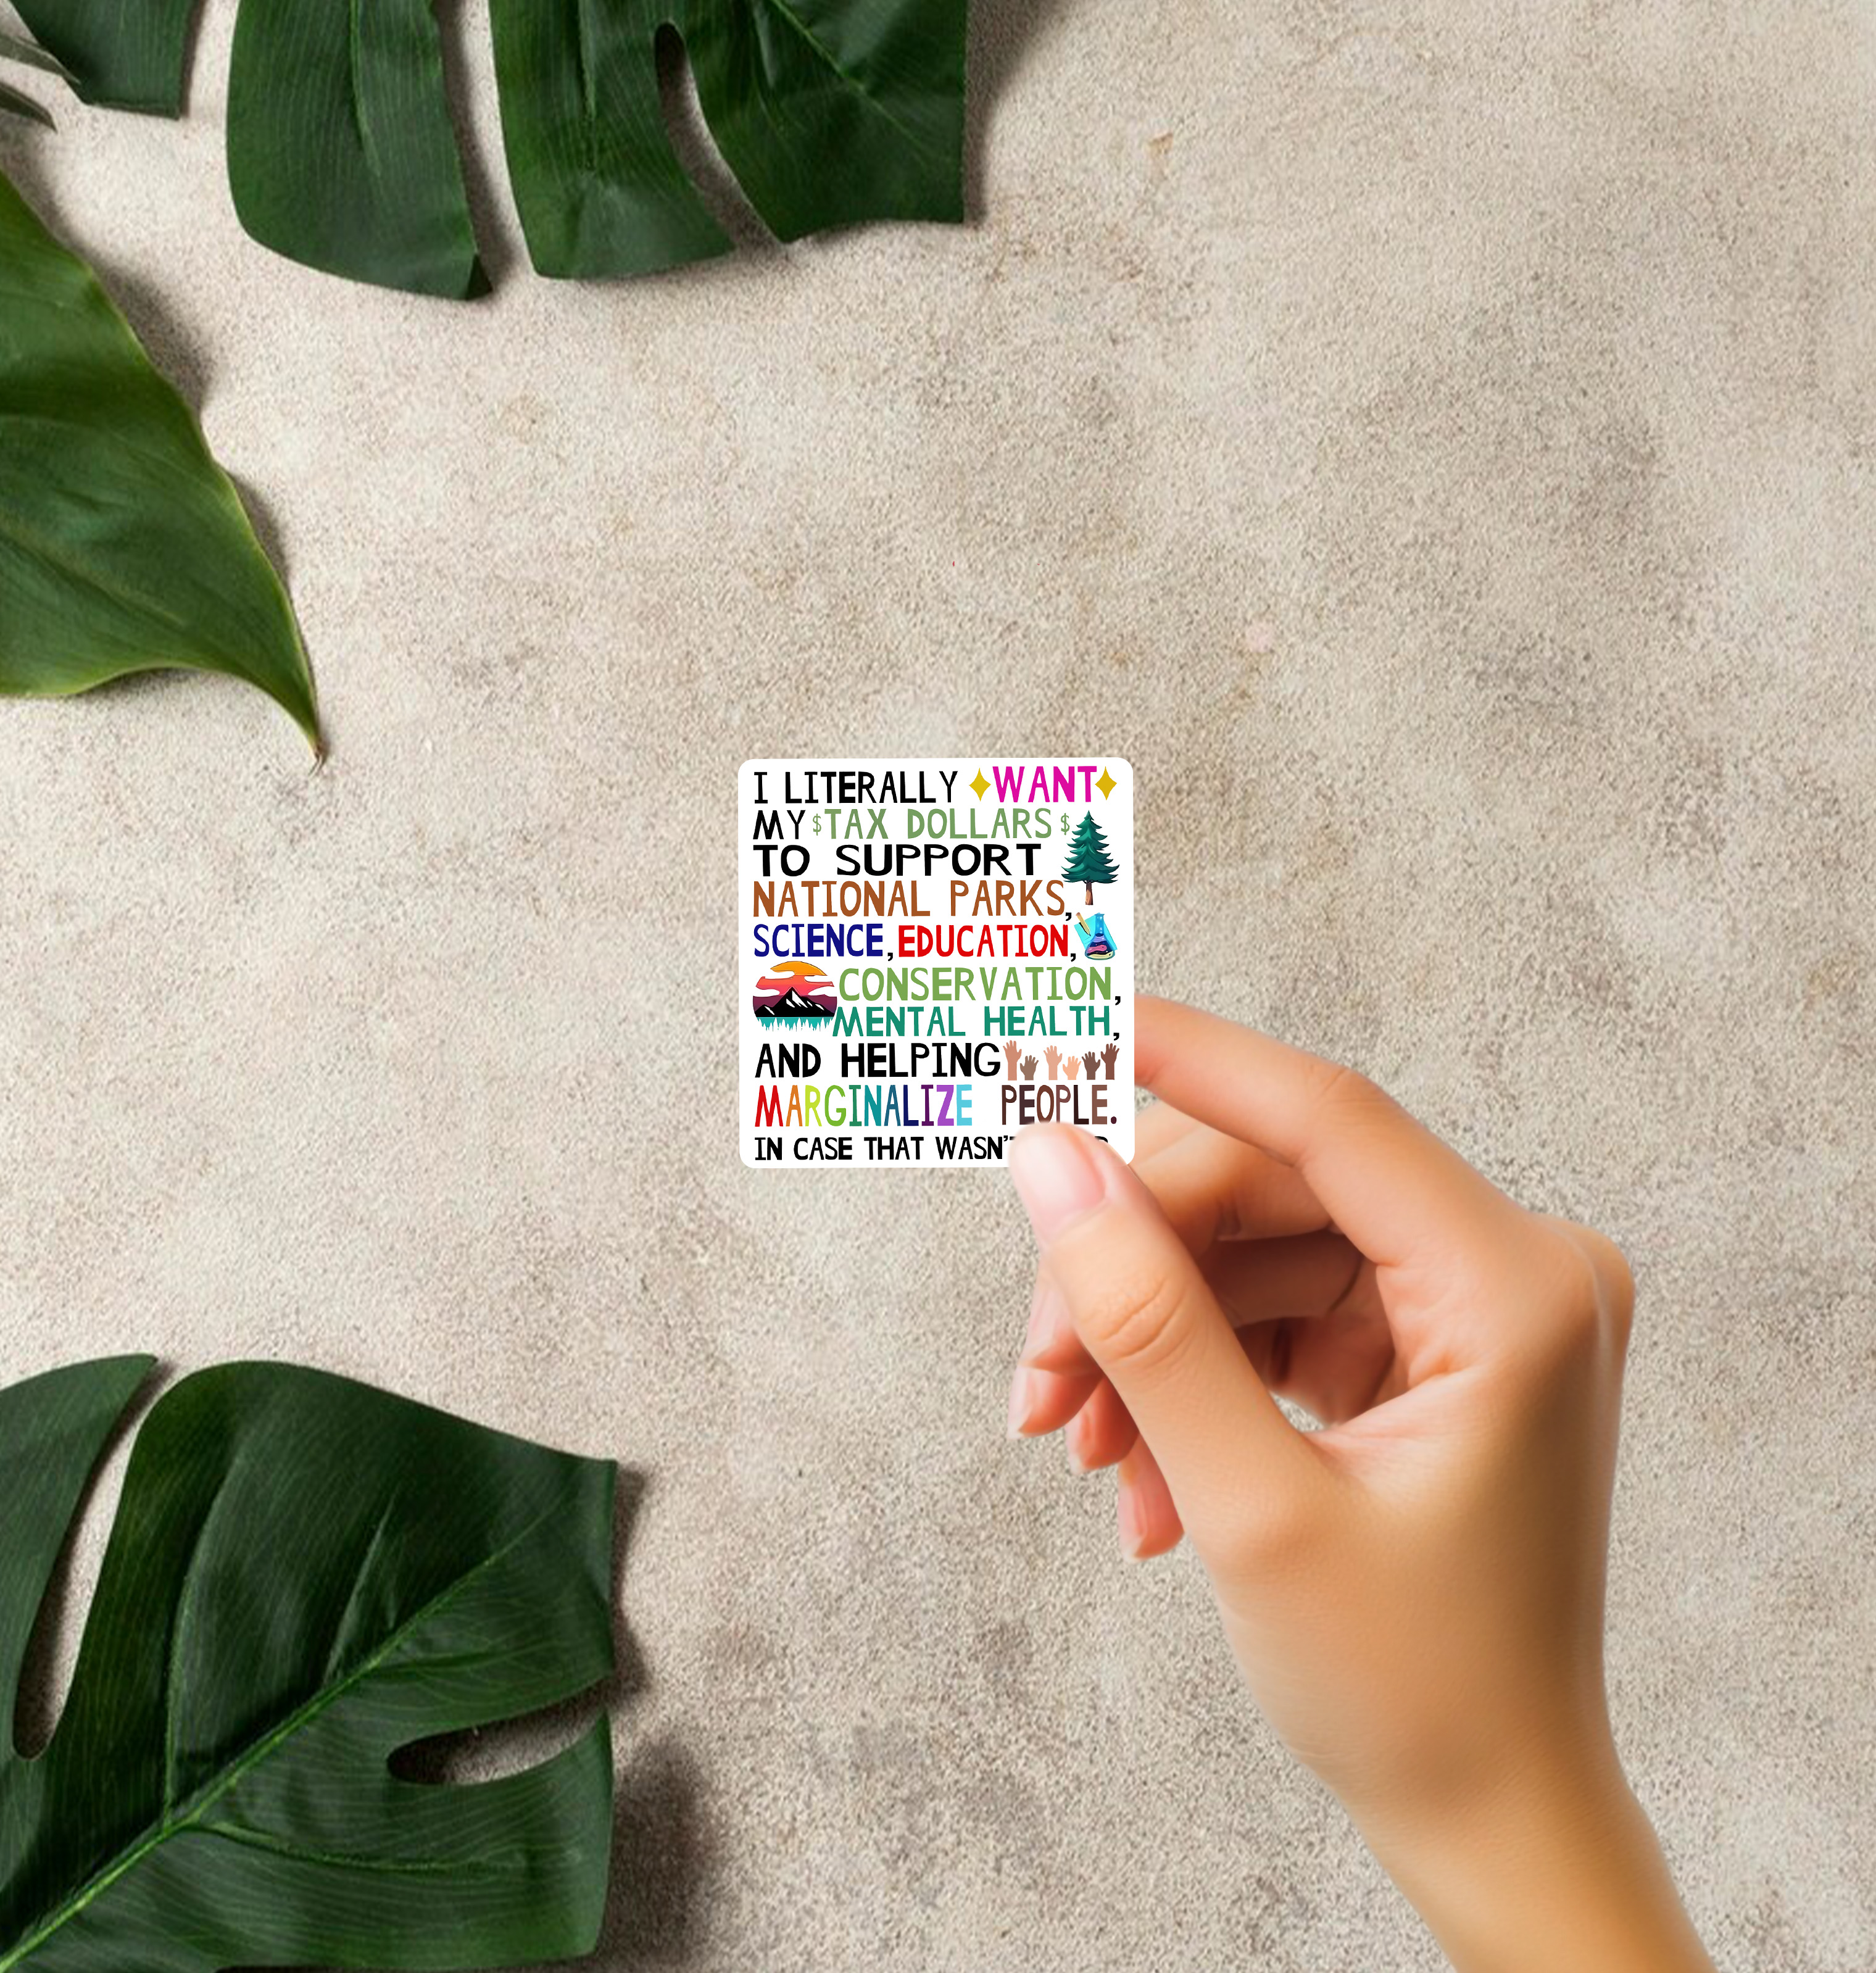 I LITERALLY WANT
MY $TAX DOLLARS$
TO SUPPORT
NATIONAL PARKS,
SCIENCE, EDUCATION,
CONSERVATION,
MENTAL HEALTH,
AND HELPING
MARGINALIZE PEOPLE.
IN CASE THAT WASN'T